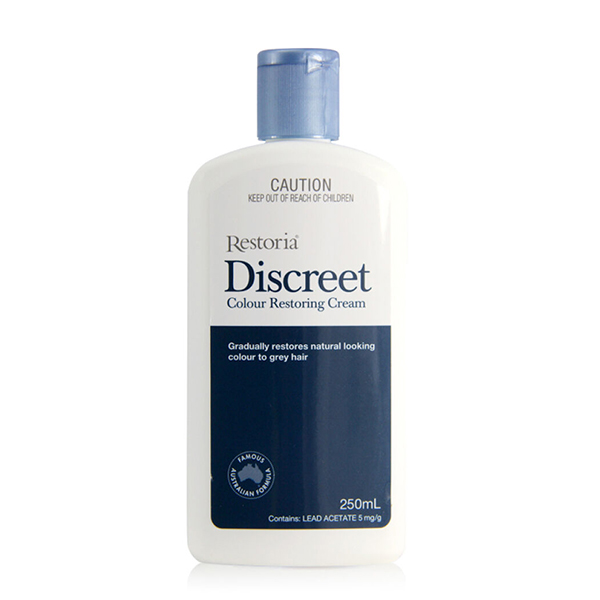 CAUTION
KEEP OUT OF REACH OF CHILDREN
Restoria®
Discreet
Colour Restoring Cream
Gradually restores natural looking
colour to grey hair
FAMOUS
AUSTRALIAN FORMULA
250mL
Contains: LEAD ACETATE 5 mg/g